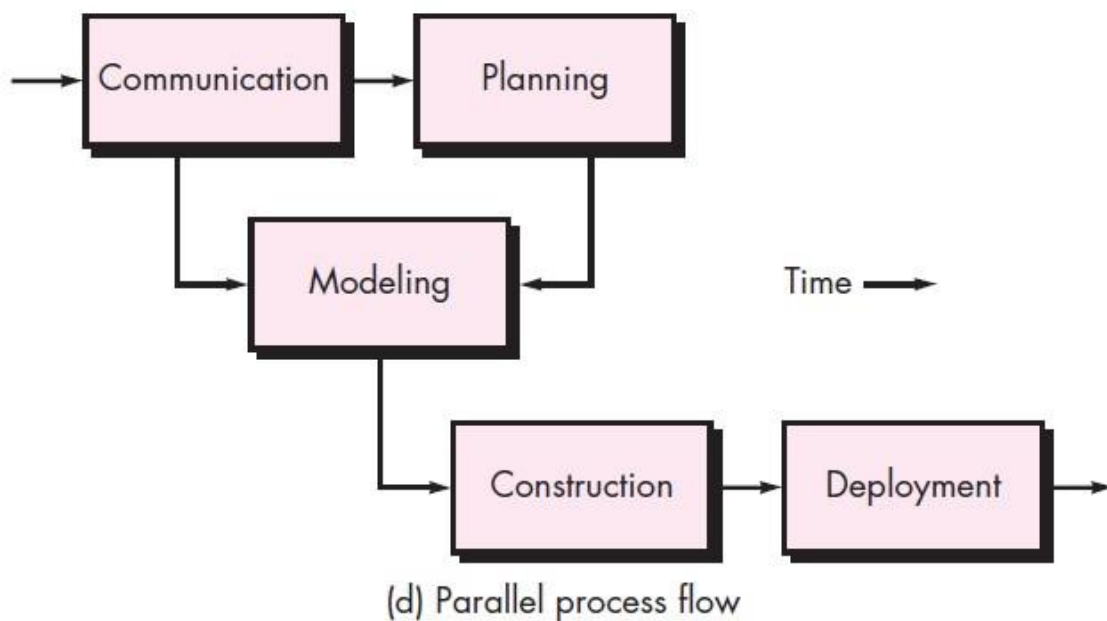 Communication
Planning
Modeling
Time
Construction
Deployment
(d) Parallel process flow